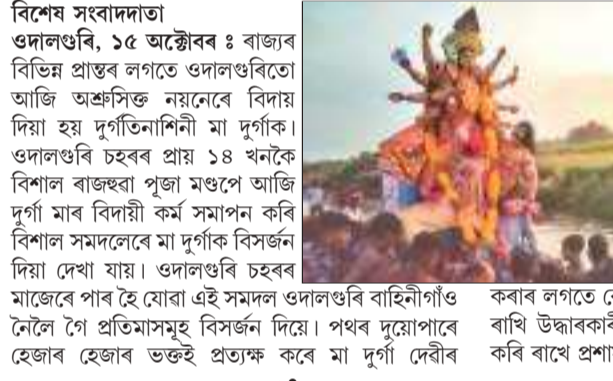 বিশেষ সংবাদদাতা
ওদালগুৰি, ১৫ অক্টোবৰ ঃ ৰাজ্যৰ
বিভিন্ন প্ৰান্তৰ লগতে ওদালগুৰিতো
আজি অশ্ৰুসিক্ত নয়নেৰে বিদায়
দিয়া হয় দুৰ্গতিনাশিনী মা দুৰ্গাক।
ওদালগুৰি চহৰৰ প্ৰায় ১৪ খনকৈ
বিশাল ৰাজহুৱা পূজা মণ্ডপে আজি
দুৰ্গা মাৰ বিদায়ী কৰ্ম সমাপন কৰি
বিশাল সমদলেৰে মা দুৰ্গাক বিসৰ্জন
দিয়া দেখা যায়। ওদালগুৰি চহৰৰ
মাজেৰে পাৰ হৈ যোৱা এই সমদল ওদালগুৰি বাহিনীগাঁও
নৈলৈ গৈ প্ৰতিমাসমূহ বিসৰ্জন দিয়ে। পথৰ দুয়োপাৰে
হেজাৰ হেজাৰ ভক্তই প্ৰত্যক্ষ কৰে মা দুৰ্গা দেৱীৰ
কৰাৰ লগতে
ৰাখি উদ্ধাৰকাৰী
কৰি ৰাখে প্ৰশা